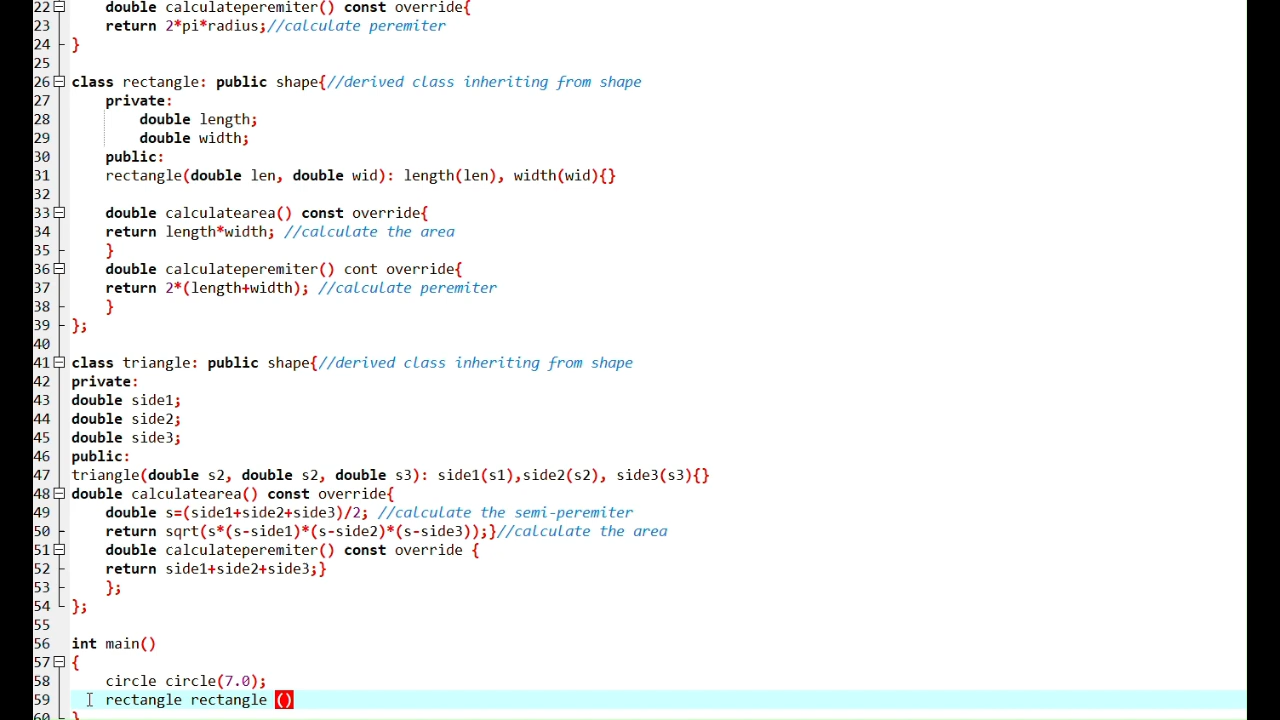 22 double calculateperemiter() const override{
23 return 2*pi*radius;//calculate peremiter
24 }
25
26 class rectangle: public shape{//derived class inheriting from shape
27 private:
28 double length;
29 double width;
30 public:
31 rectangle(double len, double wid): length(len), width(wid){}
32
33 double calculatearea() const override{
34 return length*width; //calculate the area
35 }
36 double calculateperemiter() cont override{
37 return 2*(length+width); //calculate peremiter
38 }
39 };
40
41 class triangle: public shape{//derived class inheriting from shape
42 private:
43 double side1;
44 double side2;
45 double side3;
46 public:
47 triangle(double s2, double s2, double s3): side1(s1),side2(s2), side3(s3){}
48 double calculatearea() const override{
49 double s=(side1+side2+side3)/2; //calculate the semi-peremiter
50 return sqrt(s*(s-side1)*(s-side2)*(s-side3));}//calculate the area
51 double calculateperemiter() const override {
52 return side1+side2+side3;}
53 };
54 };
55
56 int main()
57 {
58 circle circle(7.0);
59 rectangle rectangle ()
60 }